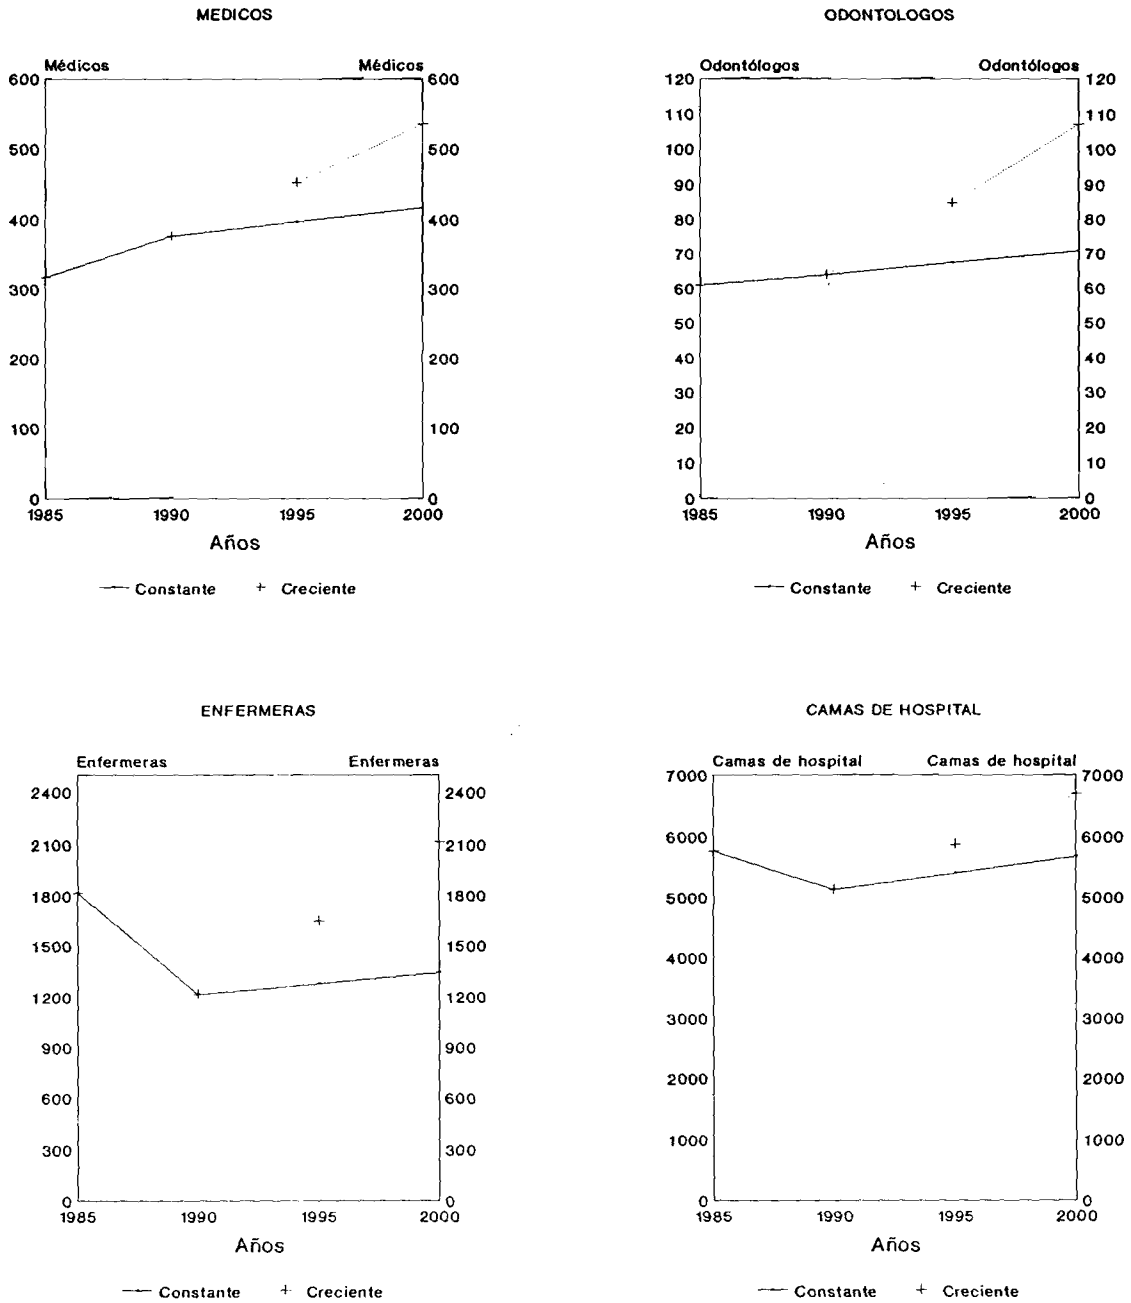 MEDICOS
Médicos Médicos
600 600
500 500
400 400
300 300
200 200
100 100
0 0
1985 1990 1995 2000
Años
Constante + Creciente
ODONTOLOGOS
Odontólogos Odontólogos
120 120
110 110
100 100
90 90
80 80
70 70
60 60
50 50
40 40
30 30
20 20
10 10
0 0
1985 1990 1995 2000
Años
Constante + Creciente
ENFERMERAS
Enfermeras Enfermeras
2400 2400
2100 2100
1800 1800
1500 1500
1200 1200
900 900
600 600
300 300
0 0
1985 1990 1995 2000
Años
Constante + Creciente
CAMAS DE HOSPITAL
Camas de hospital Camas de hospital
7000 7000
6000 6000
5000 5000
4000 4000
3000 3000
2000 2000
1000 1000
0 0
1985 1990 1995 2000
Años
Constante + Creciente